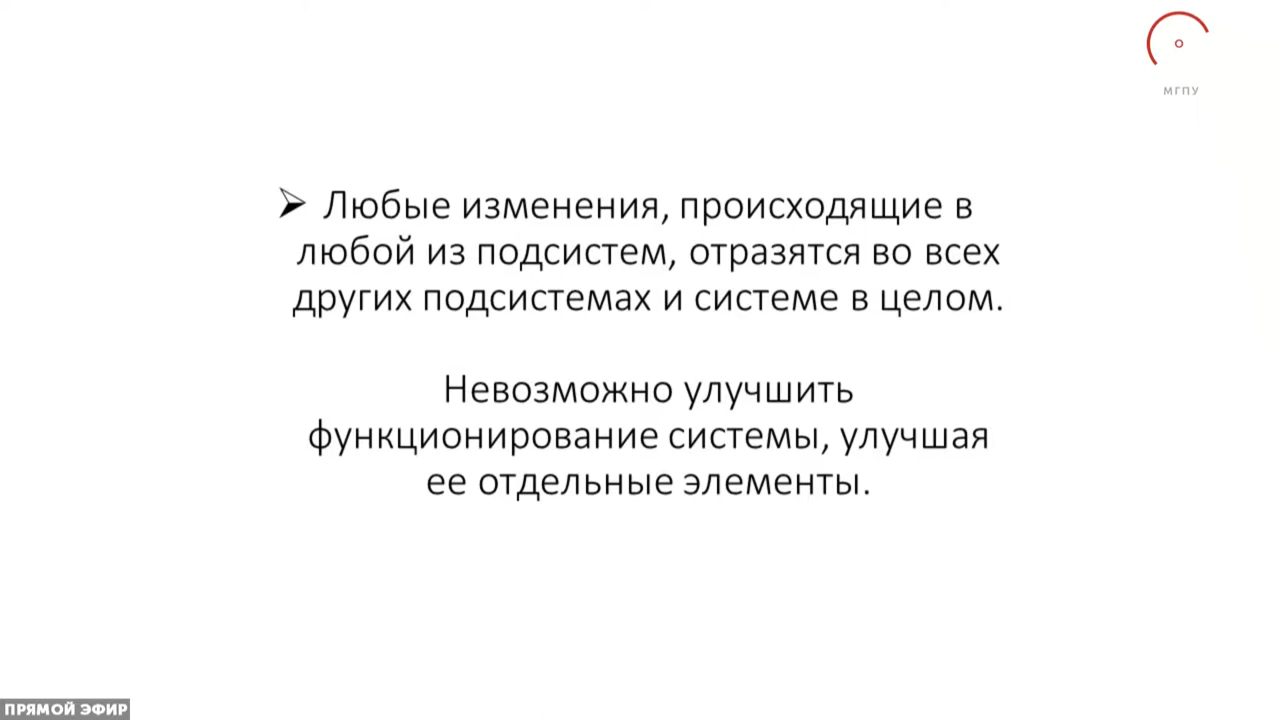 МГПУ
➢ Любые изменения, происходящие в
любой из подсистем, отразятся во всех
других подсистемах и системе в целом.
Невозможно улучшить
функционирование системы, улучшая
ее отдельные элементы.
ПРЯМОЙ ЭФИР